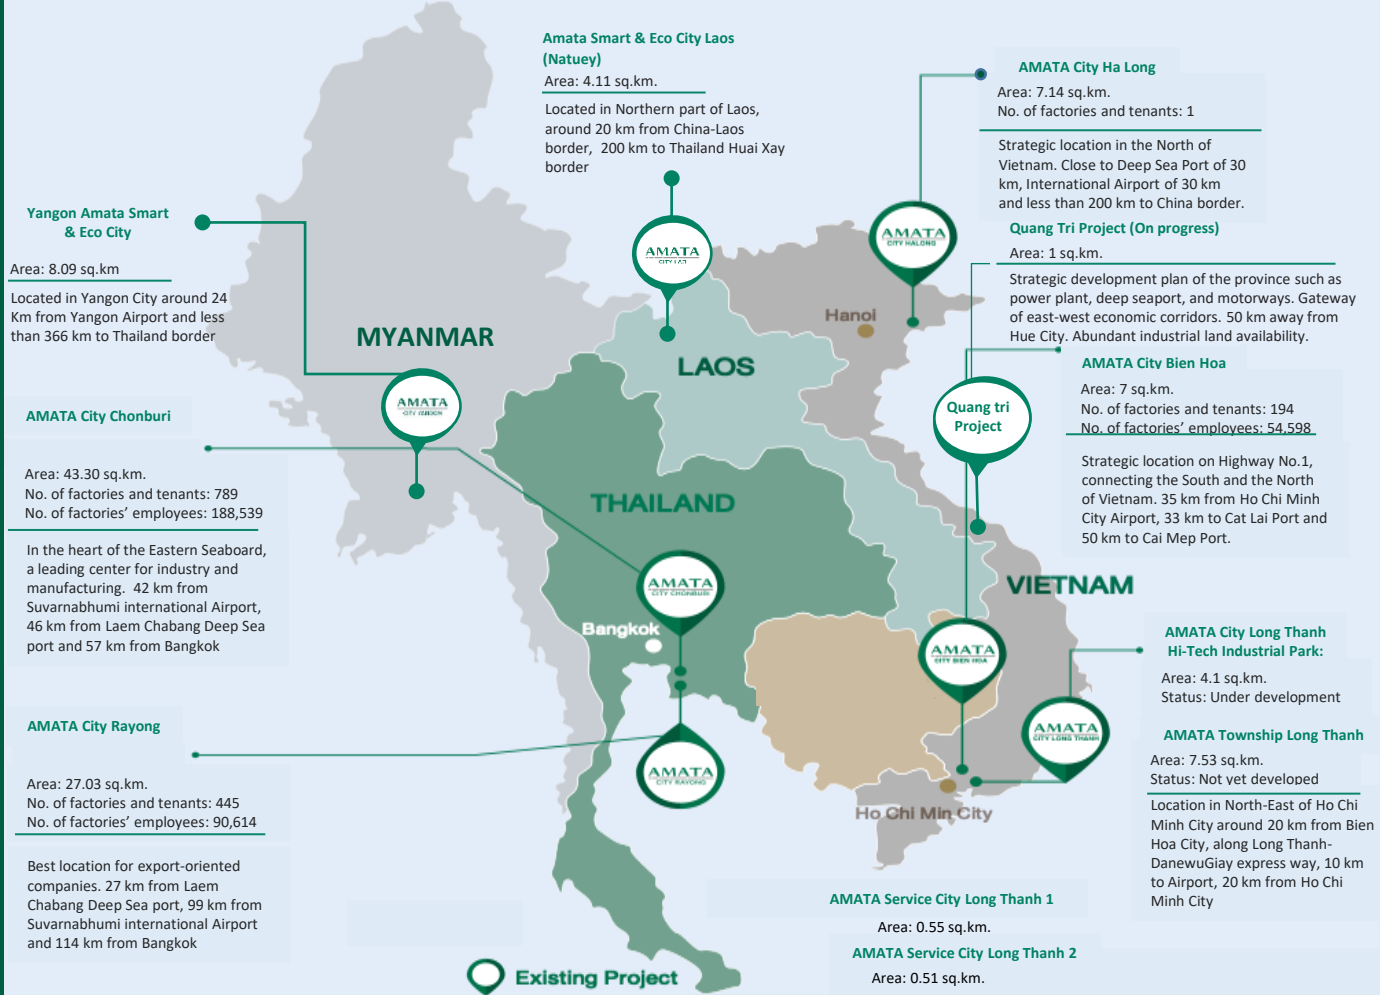 Amata Smart & Eco City Laos
(Natuey)
Area: 4.11 sq.km.
Located in Northern part of Laos,
around 20 km from China-Laos
border, 200 km to Thailand Huai Xay
border
AMATA City Ha Long
Area: 7.14 sq.km.
No. of factories and tenants: 1
Strategic location in the North of
Vietnam. Close to Deep Sea Port of 30
km, International Airport of 30 km
and less than 200 km to China border.
Yangon Amata Smart
& Eco City
Area: 8.09 sq.km
Located in Yangon City around 24
Km from Yangon Airport and less
than 366 km to Thailand border
Quang Tri Project (On progress)
Area: 1 sq.km.
Strategic development plan of the province such as
power plant, deep seaport, and motorways. Gateway
of east-west economic corridors. 50 km away from
Hue City. Abundant industrial land availability.
AMATA City Bien Hoa
Area: 7 sq.km.
No. of factories and tenants: 194
No. of factories' employees: 54,598
Strategic location on Highway No.1,
connecting the South and the North
of Vietnam. 35 km from Ho Chi Minh
City Airport, 33 km to Cat Lai Port and
50 km to Cai Mep Port.
AMATA City Chonburi
Area: 43.30 sq.km.
No. of factories and tenants: 789
No. of factories' employees: 188,539
In the heart of the Eastern Seaboard,
a leading center for industry and
manufacturing. 42 km from
Suvarnabhumi international Airport,
46 km from Laem Chabang Deep Sea
port and 57 km from Bangkok
AMATA City Rayong
Area: 27.03 sq.km.
No. of factories and tenants: 445
No. of factories' employees: 90,614
Best location for export-oriented
companies. 27 km from Laem
Chabang Deep Sea port, 99 km from
Suvarnabhumi international Airport
and 114 km from Bangkok
AMATA City Long Thanh
Hi-Tech Industrial Park:
Area: 4.1 sq.km.
Status: Under development
AMATA Township Long Thanh
Area: 7.53 sq.km.
Status: Not yet developed
Location in North-East of Ho Chi
Minh City around 20 km from Bien
Hoa City, along Long Thanh-
DanewuGiay express way, 10 km
to Airport, 20 km from Ho Chi
Minh City
AMATA Service City Long Thanh 1
Area: 0.55 sq.km.
AMATA Service City Long Thanh 2
Area: 0.51 sq.km.
MYANMAR
LAOS
THAILAND
VIETNAM
Hanoi
Bangkok
Ho Chi Min City
AMATA
CITY HALONG
AMATA
AMATA
Quang tri
Project
AMATA
CITY CHONBURI
AMATA
CITY BIEN HOA
AMATA
CITY LONG THANH
AMATA
CITY RAYONG
Existing Project